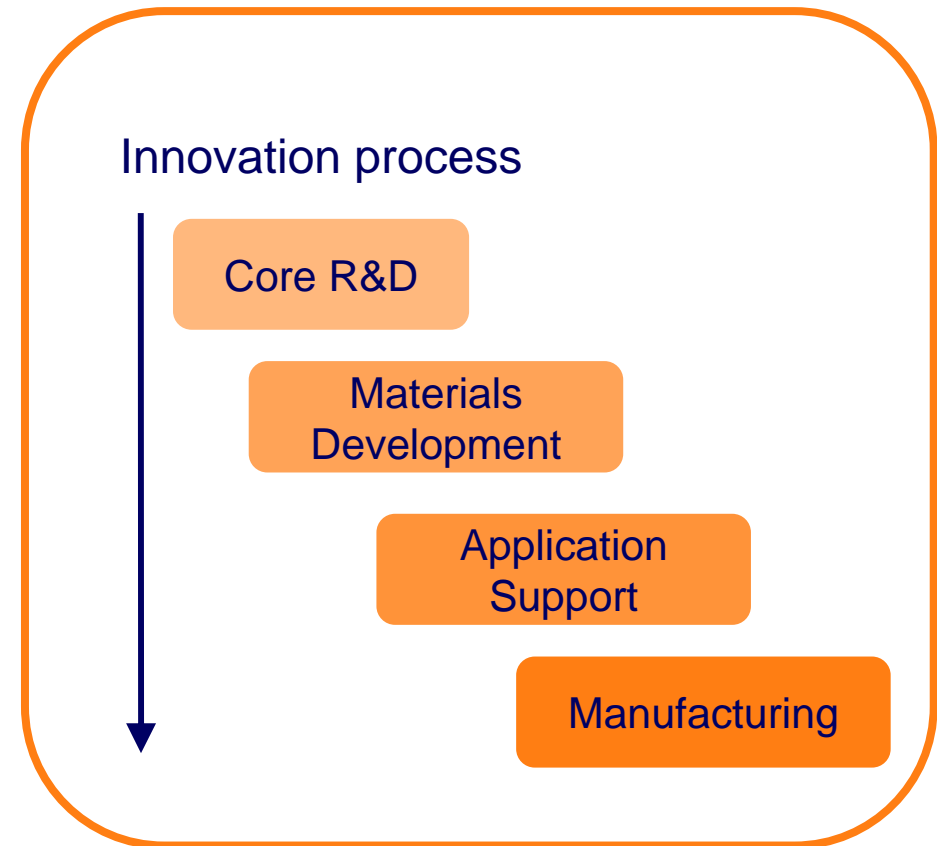 Innovation process
Core R&D
Materials
Development
Application
Support
Manufacturing